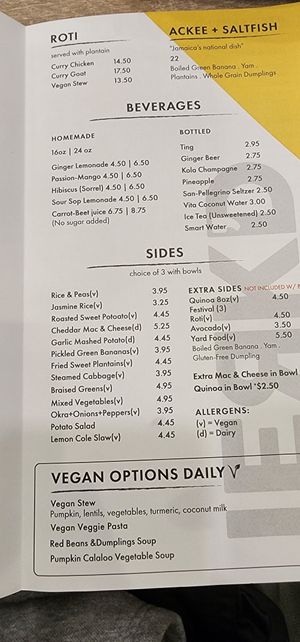 ROTI
served with plantain
Curry Chicken 14.50
Curry Goat 17.50
Vegan Stew 13.50
ACKEE + SALTFISH
"Jamaica's national dish"
22
Boiled Green Banana . Yam .
Plantains . Whole Grain Dumplings
BEVERAGES
HOMEMADE
16oz | 24 oz
Ginger Lemonade 4.50 | 6.50
Passion-Mango 4.50 | 6.50
Hibiscus (Sorrel) 4.50 | 6.50
Sour Sop Lemonade 4.50 | 6.50
Carrot-Beet juice 6.75 | 8.75
(No sugar added)
BOTTLED
Ting 2.95
Ginger Beer 2.75
Kola Champagne 2.75
Pineapple 2.75
San-Pellegrino Seltzer 2.50
Vita Coconut Water 3.00
Ice Tea (Unsweetened) 2.50
Smart Water 2.50
SIDES
choice of 3 with bowls
Rice & Peas(v) 3.95
Jasmine Rice(v) 3.25
Roasted Sweet Potoato(v) 4.45
Cheddar Mac & Cheese(d) 5.25
Garlic Mashed Potato(d) 4.45
Pickled Green Bananas(v) 3.95
Fried Sweet Plantains(v) 4.45
Steamed Cabbage(v) 3.95
Braised Greens(v) 4.95
Mixed Vegetables(v) 4.95
Okra+Onions+Peppers(v) 3.95
Potato Salad 4.45
Lemon Cole Slaw(v) 4.45
EXTRA SIDES NOT INCLUDED W/
Quinoa 8oz(v) 4.50
Festival (3) 4.50
Roti(v) 4.50
Avocado(v) 3.50
Yard Food(v) 5.50
Boiled Green Banana . Yam .
Gluten-Free Dumpling
Extra Mac & Cheese in Bowl
Quinoa in Bowl *$2.50
ALLERGENS:
(v) = Vegan
(d) = Dairy
VEGAN OPTIONS DAILY
Vegan Stew
Pumpkin, lentils, vegetables, turmeric, coconut milk
Vegan Veggie Pasta
Red Beans &Dumplings Soup
Pumpkin Calaloo Vegetable Soup